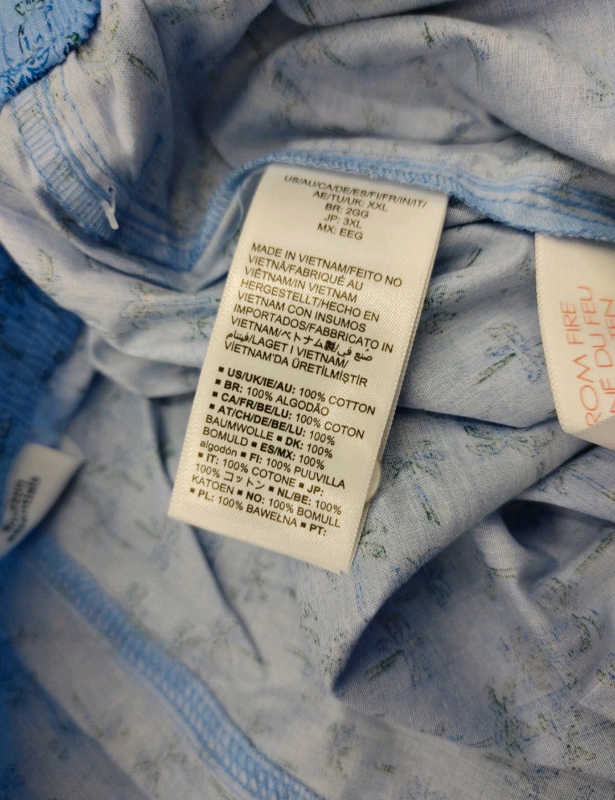 US/AU/CA/DE/ES/FI/FR/IN/IT/
AE/TU/UK: XXL
BR: 2GG
JP: 3XL
MX: EEG
MADE IN VIETNAM/FEITO NO
VIETNÃ/FABRIQUÉ AU
VIÊTNAM/IN VIETNAM
HERGESTELLT/HECHO EN
VIETNAM CON INSUMOS
IMPORTADOS/FABBRICATO IN
VIETNAM/ベトナム製/صنع في
فيتنام/LAGET I VIETNAM/
VİETNAM'DA ÜRETİLMİŞTİR
▪ US/UK/IE/AU: 100% COTTON
▪ BR: 100% ALGODÃO
▪ CA/FR/BE/LU: 100% COTON
▪ AT/CH/DE/BE/LU: 100%
BAUMWOLLE ▪ DK: 100%
BOMULD ▪ ES/MX: 100%
algodón ▪ FI: 100% PUUVILLA
▪ IT: 100% COTONE ▪ JP:
100% コットン ▪ NL/BE: 100%
KATOEN ▪ NO: 100% BOMULL
▪ PL: 100% BAWEŁNA ▪ PT:
ROM FIRE
DU FEU